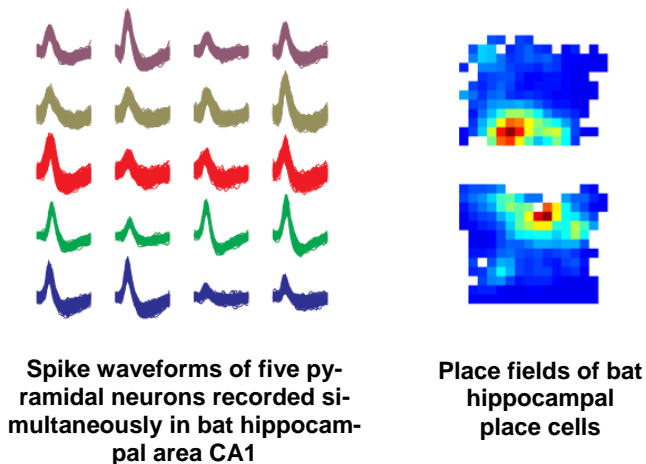 Spike waveforms of five py-
ramidal neurons recorded si-
multaneously in bat hippocam-
pal area CA1
Place fields of bat
hippocampal
place cells